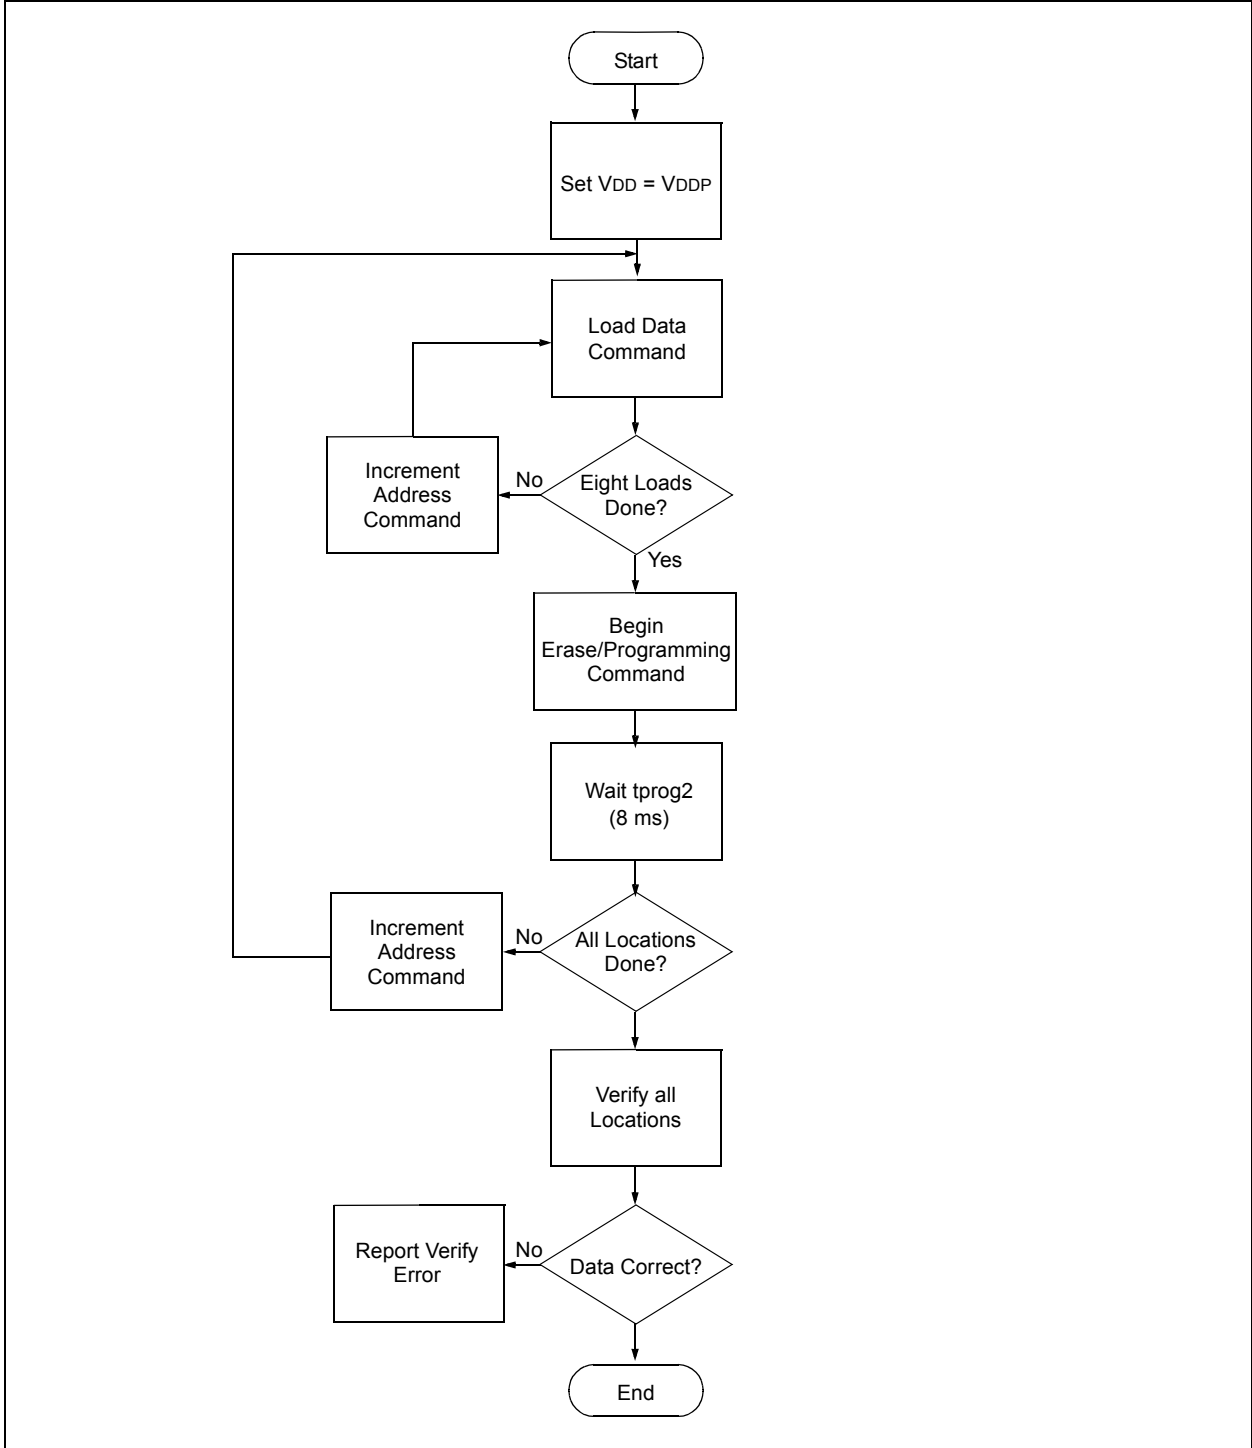 Start
Set VDD = VDDP
Load Data
Command
Increment
Address
Command
No
Eight Loads
Done?
Yes
Begin
Erase/Programming
Command
Wait tprog2
(8 ms)
Increment
Address
Command
No
All Locations
Done?
Verify all
Locations
Report Verify
Error
No
Data Correct?
End